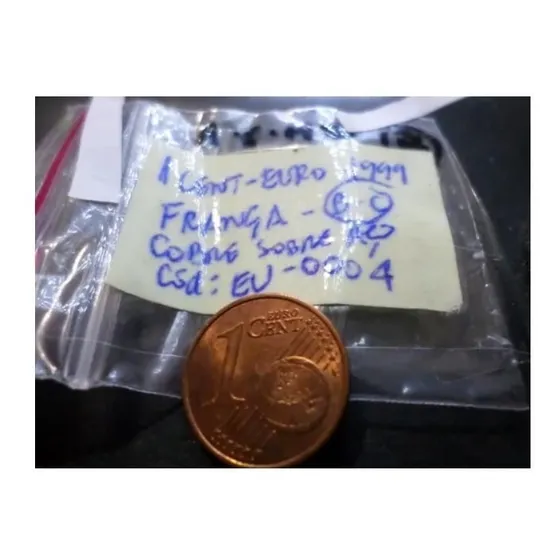 1 CENT-EURO 1999
FRANÇA -
COBRE SOBRE AÇO
Cód: EU-0004
1 EURO
CENT